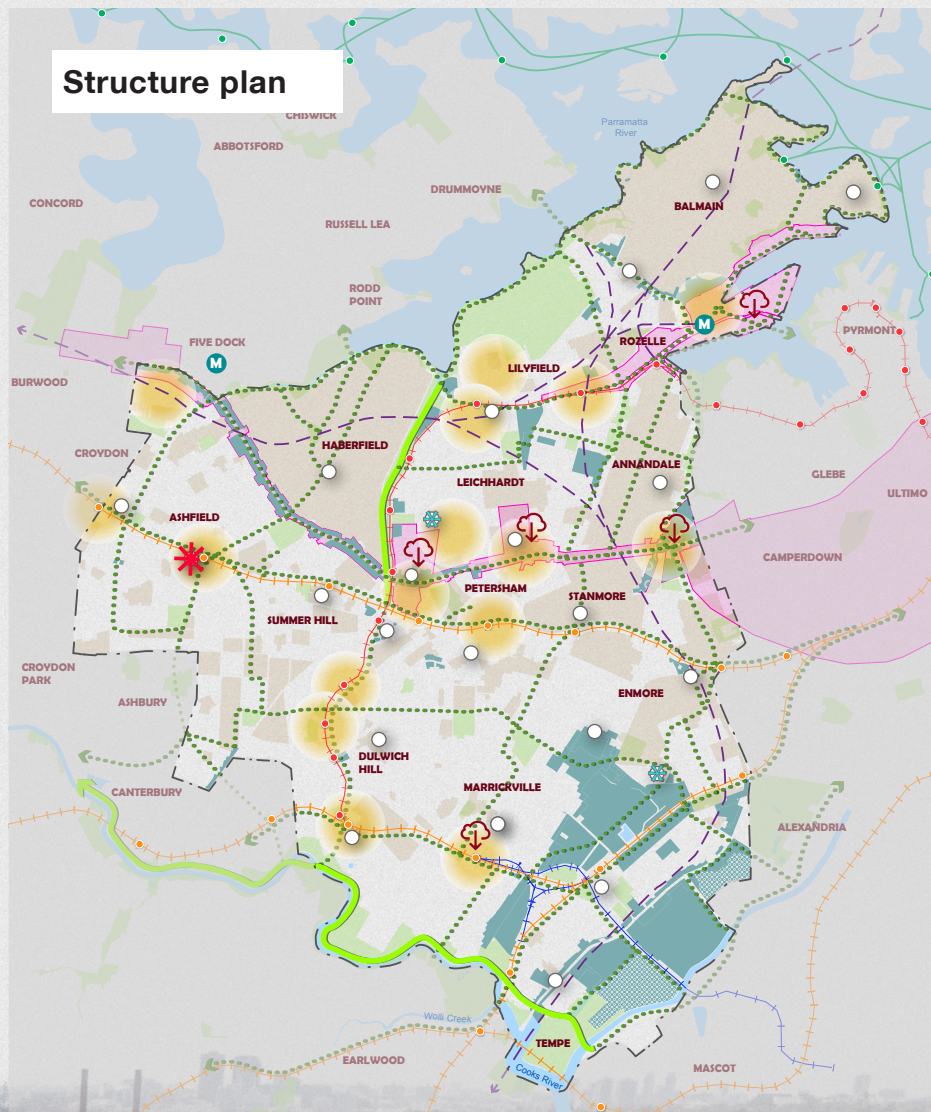 Structure plan
CHISWICK
Parramatta
River
ABBOTSFORD
DRUMMOYNE
CONCORD
BALMAIN
RUSSELL LEA
RODD
POINT
PYRMONT
M
FIVE DOCK
ROZELLE
M
LILYFIELD
BURWOOD
HABERFIELD
CROYDON
ANNANDALE
GLEBE
LEICHHARDT
ULTIMO
ASHFIELD
CAMPERDOWN
PETERSHAM
STANMORE
SUMMER HILL
CROYDON
PARK
ENMORE
ASHBURY
DULWICH
HILL
MARRICKVILLE
CANTERBURY
ALEXANDRIA
Wolli Creek
TEMPE
EARLWOOD
MASCOT
Cooks River